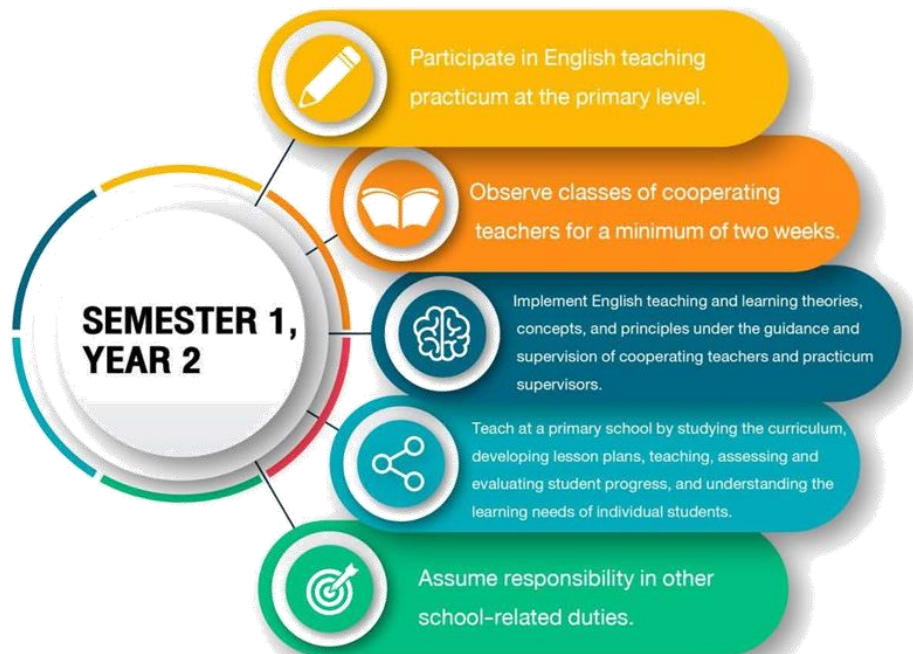 Participate in English teaching
practicum at the primary level.
Observe classes of cooperating
teachers for a minimum of two weeks.
SEMESTER 1,
YEAR 2
Implement English teaching and learning theories,
concepts, and principles under the guidance and
supervision of cooperating teachers and practicum
supervisors.
Teach at a primary school by studying the curriculum,
developing lesson plans, teaching, assessing and
evaluating student progress, and understanding the
learning needs of individual students.
Assume responsibility in other
school-related duties.